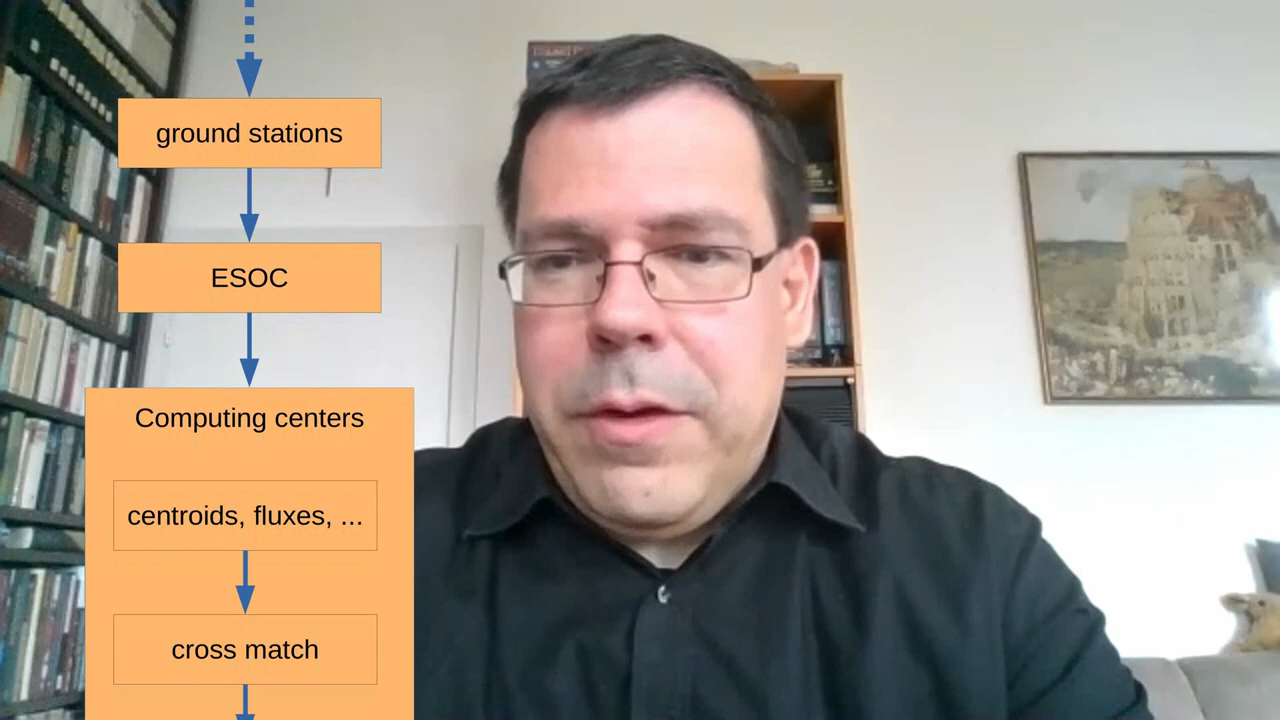 ground stations
ESOC
Computing centers
centroids, fluxes, ...
cross match